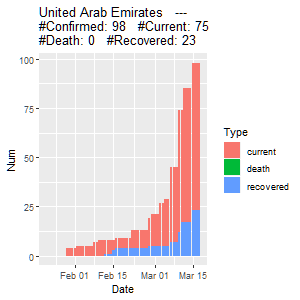 United Arab Emirates   ---
#Confirmed: 98   #Current: 75
#Death: 0   #Recovered: 23
100
75
50
25
0
Num
Feb 01
Feb 15
Mar 01
Mar 15
Date
Type
current
death
recovered